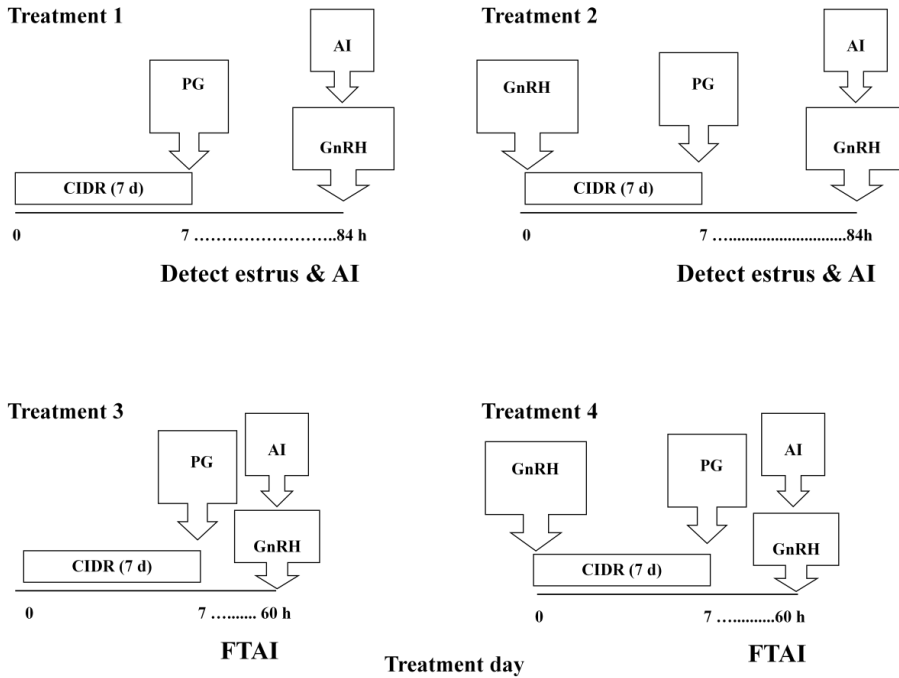 Treatment 1
AI
PG
GnRH
CIDR (7 d)
0
7 …………………..84 h
Detect estrus & AI
Treatment 2
AI
GnRH
PG
GnRH
CIDR (7 d)
0
7 …...........................84h
Detect estrus & AI
Treatment 3
AI
PG
GnRH
CIDR (7 d)
0
7 …....... 60 h
FTAI
Treatment 4
AI
GnRH
PG
GnRH
CIDR (7 d)
0
7 …..........60 h
FTAI
Treatment day